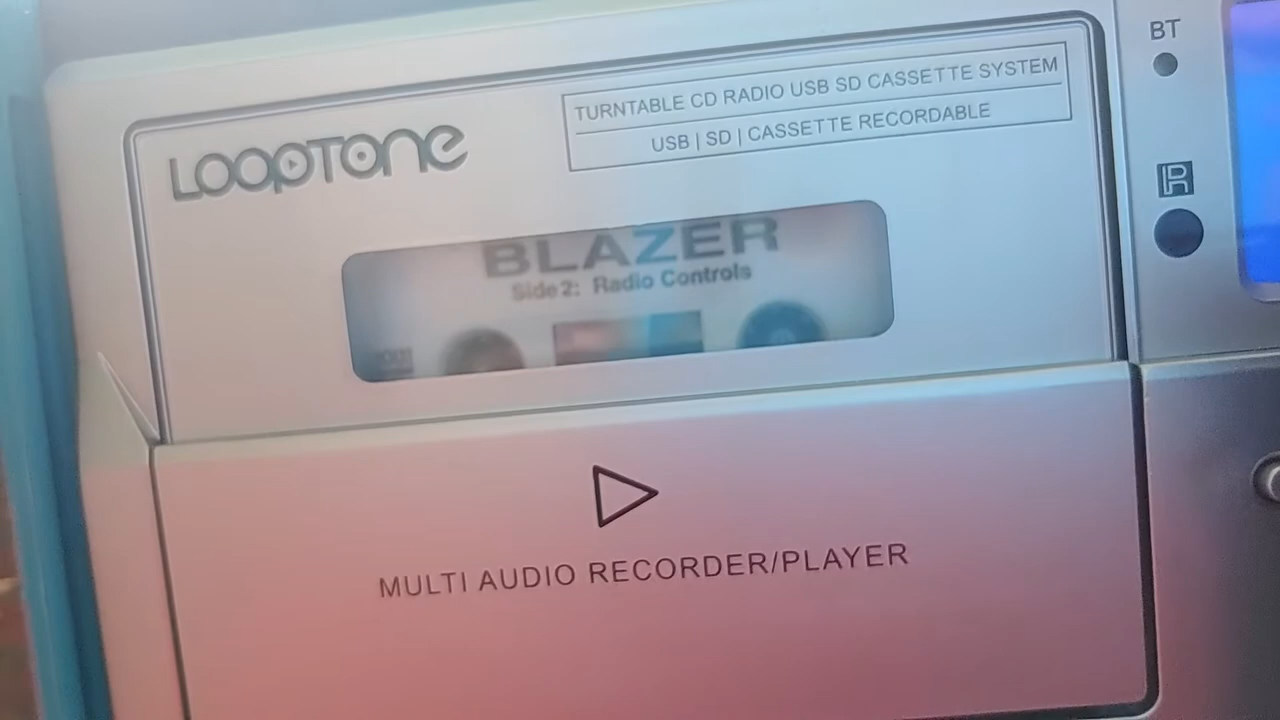 LOOPTONE
TURNTABLE CD RADIO USB SD CASSETTE SYSTEM
USB | SD | CASSETTE RECORDABLE
BT
BLAZER
Side 2: Radio Controls
MULTI AUDIO RECORDER/PLAYER